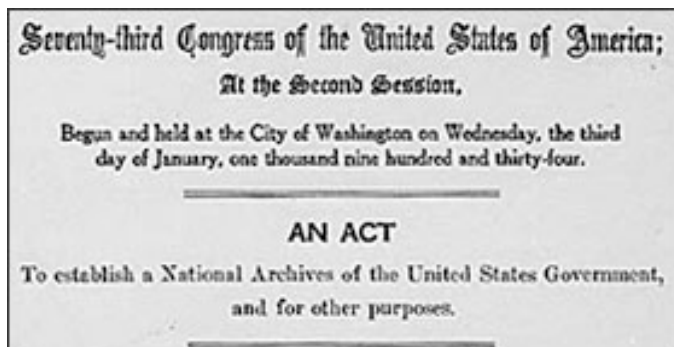 Seventy-third Congress of the United States of America;
At the Second Session,
Begun and held at the City of Washington on Wednesday, the third
day of January, one thousand nine hundred and thirty-four.
AN ACT
To establish a National Archives of the United States Government,
and for other purposes.